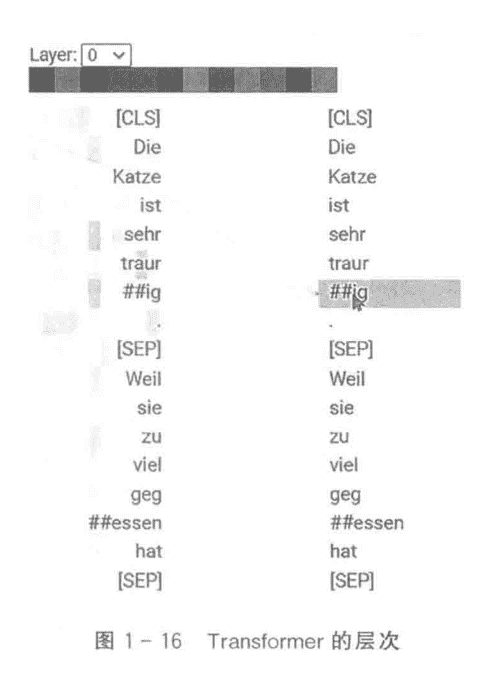 Layer: 0
[CLS] [CLS]
Die Die
Katze Katze
ist ist
sehr sehr
traur traur
##ig ##ig
. .
[SEP] [SEP]
Weil Weil
sie sie
zu zu
viel viel
geg geg
##essen ##essen
hat hat
[SEP] [SEP]
图 1-16 Transformer 的层次